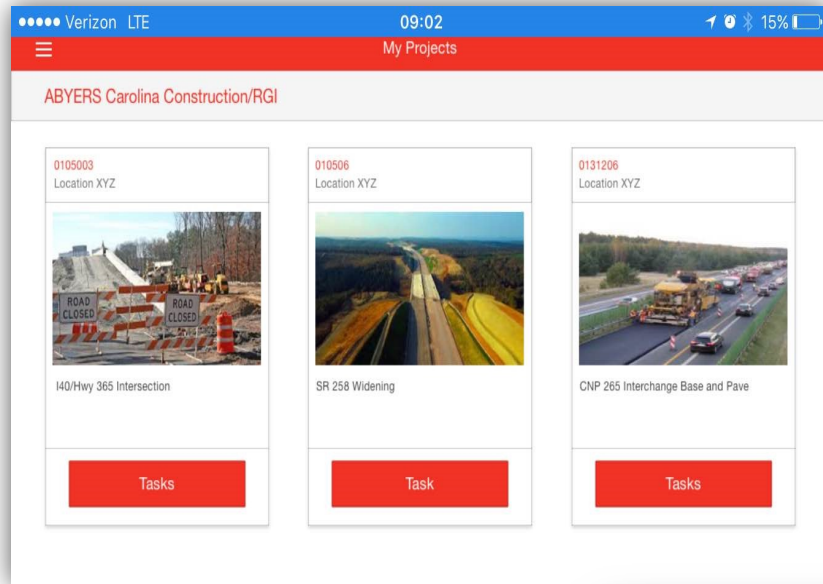 Verizon LTE 09:02 15%
My Projects
ABYERS Carolina Construction/RGI
0105003
Location XYZ
ROAD
CLOSED
ROAD
CLOSED
I40/Hwy 365 Intersection
Tasks
010506
Location XYZ
SR 258 Widening
Task
0131206
Location XYZ
CNP 265 Interchange Base and Pave
Tasks